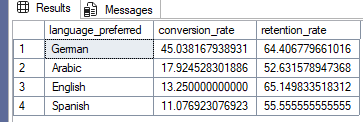 Results Messages
language_preferred conversion_rate retention_rate
1 German 45.038167938931 64.406779661016
2 Arabic 17.924528301886 52.631578947368
3 English 13.250000000000 65.149833518312
4 Spanish 11.076923076923 55.555555555555